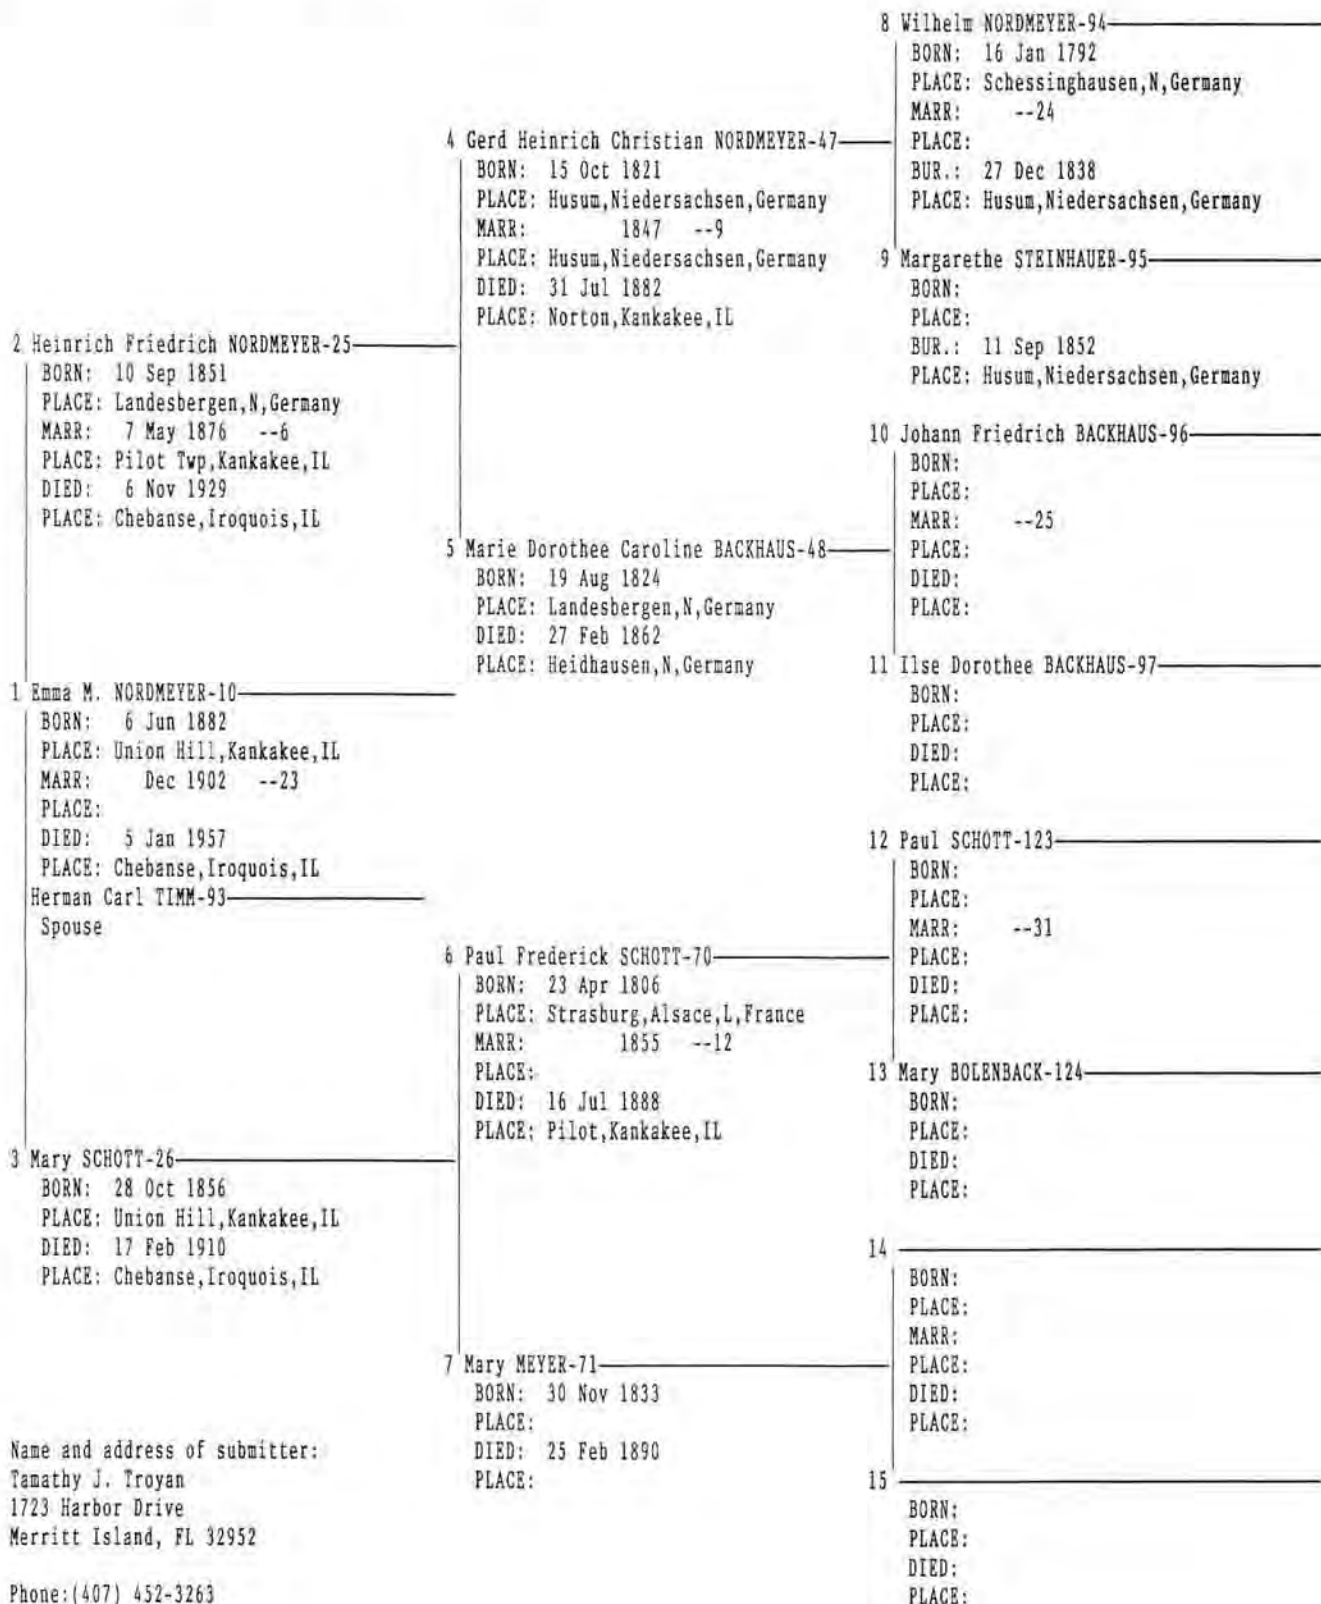 8 Wilhelm NORDMEYER-94
BORN: 16 Jan 1792
PLACE: Schessinghausen,N,Germany
MARR: --24
PLACE:
BUR.: 27 Dec 1838
PLACE: Husum,Niedersachsen,Germany
4 Gerd Heinrich Christian NORDMEYER-47
BORN: 15 Oct 1821
PLACE: Husum,Niedersachsen,Germany
MARR: 1847 --9
PLACE: Husum,Niedersachsen,Germany
DIED: 31 Jul 1882
PLACE: Norton,Kankakee,IL
9 Margarethe STEINHAUER-95
BORN:
PLACE:
BUR.: 11 Sep 1852
PLACE: Husum,Niedersachsen,Germany
2 Heinrich Friedrich NORDMEYER-25
BORN: 10 Sep 1851
PLACE: Landesbergen,N,Germany
MARR: 7 May 1876 --6
PLACE: Pilot Twp,Kankakee,IL
DIED: 6 Nov 1929
PLACE: Chebanse,Iroquois,IL
10 Johann Friedrich BACKHAUS-96
BORN:
PLACE:
MARR: --25
PLACE:
DIED:
PLACE:
5 Marie Dorothee Caroline BACKHAUS-48
BORN: 19 Aug 1824
PLACE: Landesbergen,N,Germany
DIED: 27 Feb 1862
PLACE: Heidhausen,N,Germany
11 Ilse Dorothee BACKHAUS-97
BORN:
PLACE:
DIED:
PLACE:
1 Emma M. NORDMEYER-10
BORN: 6 Jun 1882
PLACE: Union Hill,Kankakee,IL
MARR: Dec 1902 --23
PLACE:
DIED: 5 Jan 1957
PLACE: Chebanse,Iroquois,IL
Herman Carl TIMM-93
Spouse
12 Paul SCHOTT-123
BORN:
PLACE:
MARR: --31
PLACE:
DIED:
PLACE:
6 Paul Frederick SCHOTT-70
BORN: 23 Apr 1806
PLACE: Strasburg,Alsace,L,France
MARR: 1855 --12
PLACE:
DIED: 16 Jul 1888
PLACE: Pilot,Kankakee,IL
13 Mary BOLENBACK-124
BORN:
PLACE:
DIED:
PLACE:
3 Mary SCHOTT-26
BORN: 28 Oct 1856
PLACE: Union Hill,Kankakee,IL
DIED: 17 Feb 1910
PLACE: Chebanse,Iroquois,IL
14
BORN:
PLACE:
MARR:
PLACE:
DIED:
PLACE:
7 Mary MEYER-71
BORN: 30 Nov 1833
PLACE:
DIED: 25 Feb 1890
PLACE:
15
BORN:
PLACE:
DIED:
PLACE:
Name and address of submitter:
Tamathy J. Troyan
1723 Harbor Drive
Merritt Island, FL 32952
Phone:(407) 452-3263